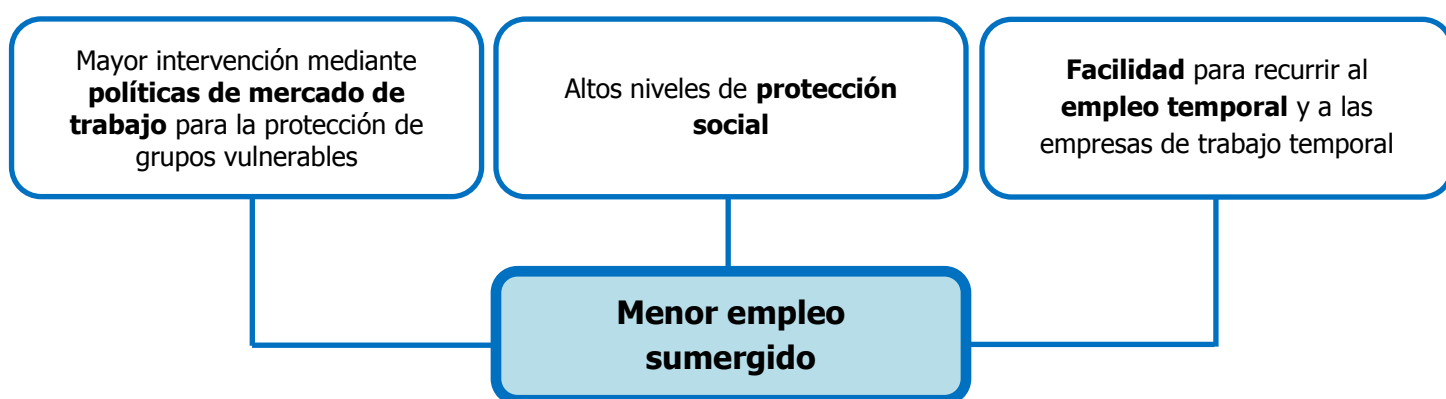 Mayor intervención mediante
políticas de mercado de
trabajo para la protección de
grupos vulnerables
Altos niveles de protección
social
Facilidad para recurrir al
empleo temporal y a las
empresas de trabajo temporal
Menor empleo
sumergido